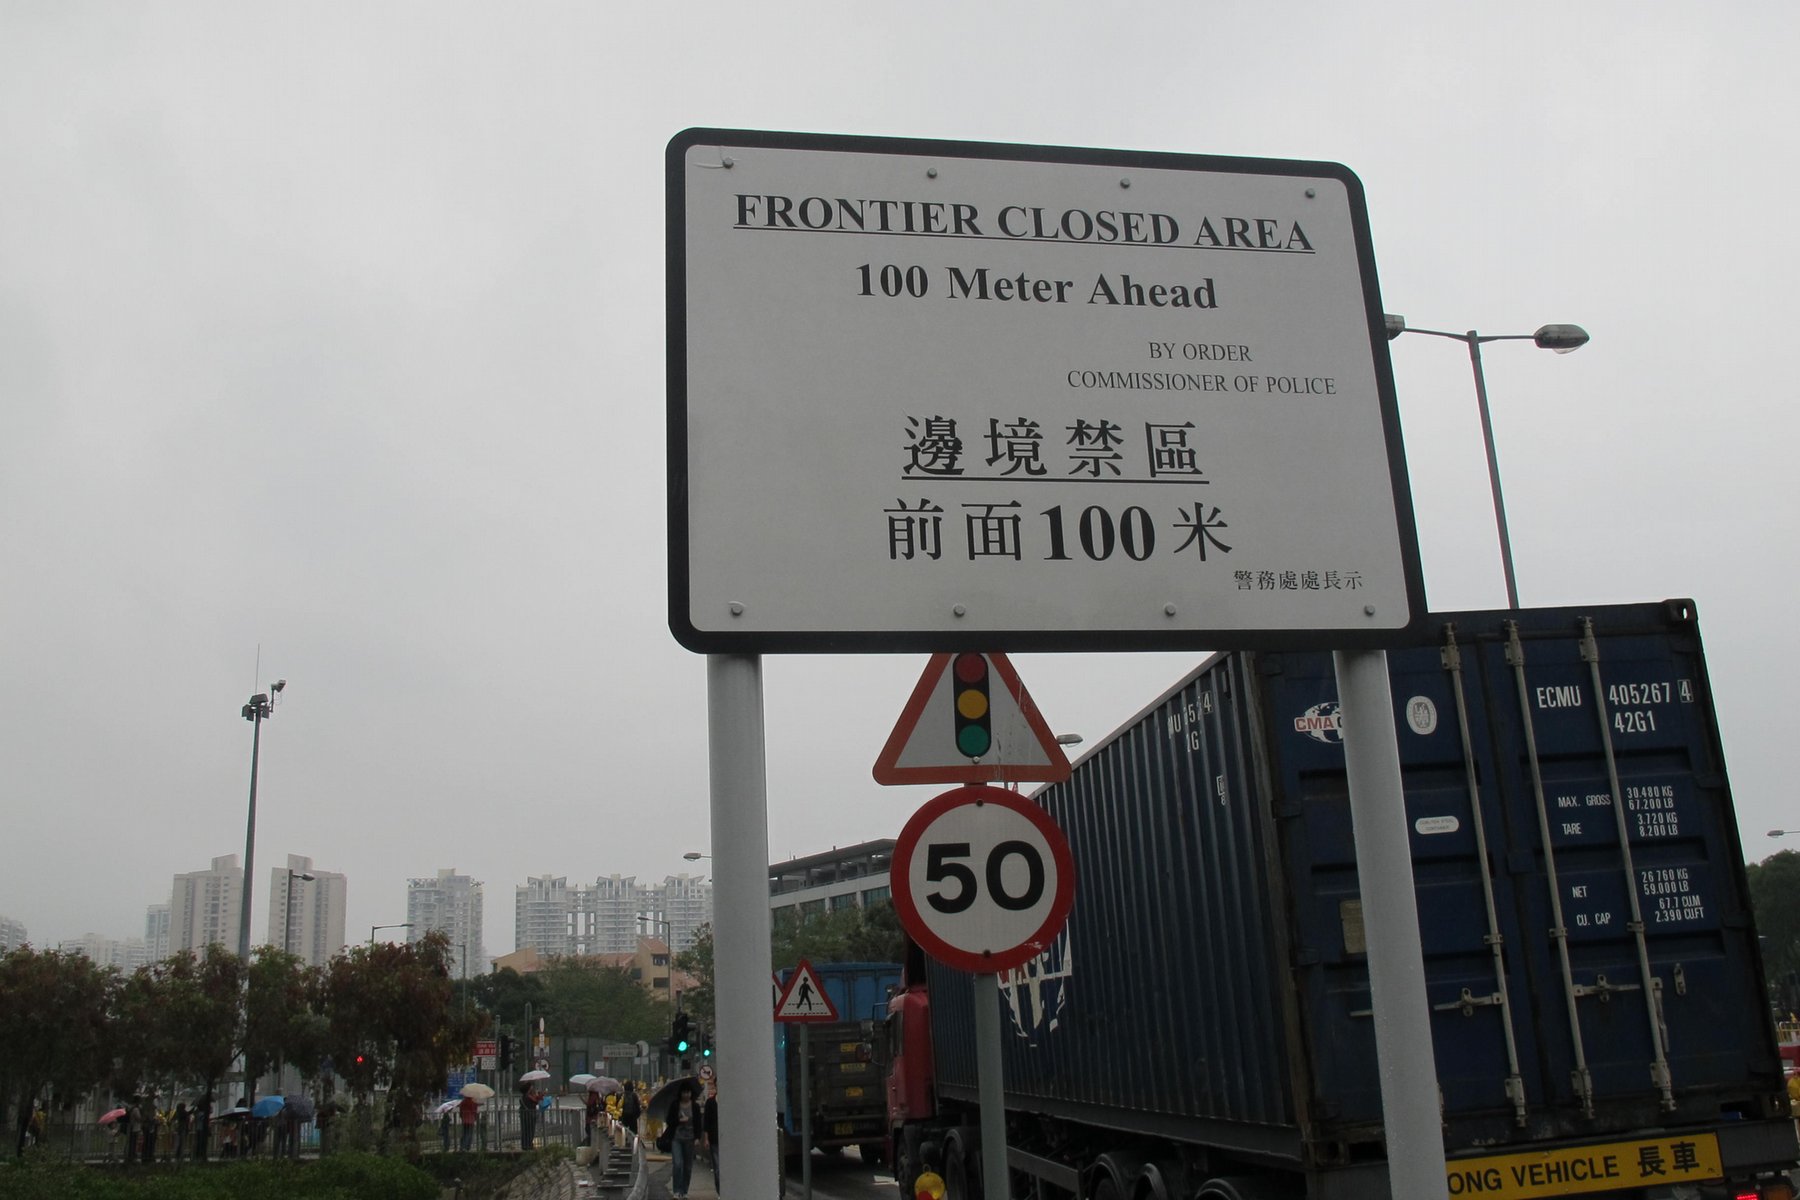 FRONTIER CLOSED AREA
100 Meter Ahead
BY ORDER
COMMISSIONER OF POLICE
邊境禁區
前面100米
警務處處長示
50
CMA
ECMU 405267 4
42G1
MAX. GROSS 30.480 KG
67.200 LB
TARE 3.720 KG
8.200 LB
NET 26 760 KG
59.000 LB
CU. CAP 67.7 CU.M
2.390 CU.FT
ONG VEHICLE 長車